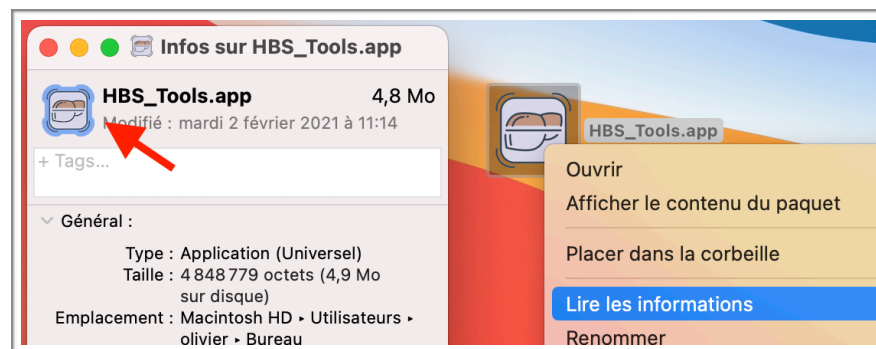 Infos sur HBS_Tools.app
HBS_Tools.app 4,8 Mo
Modifié : mardi 2 février 2021 à 11:14
+ Tags...
Général :
Type : Application (Universel)
Taille : 4 848 779 octets (4,9 Mo
sur disque)
Emplacement : Macintosh HD ▸ Utilisateurs ▸
olivier ▸ Bureau
HBS_Tools.app
Ouvrir
Afficher le contenu du paquet
Placer dans la corbeille
Lire les informations
Renommer